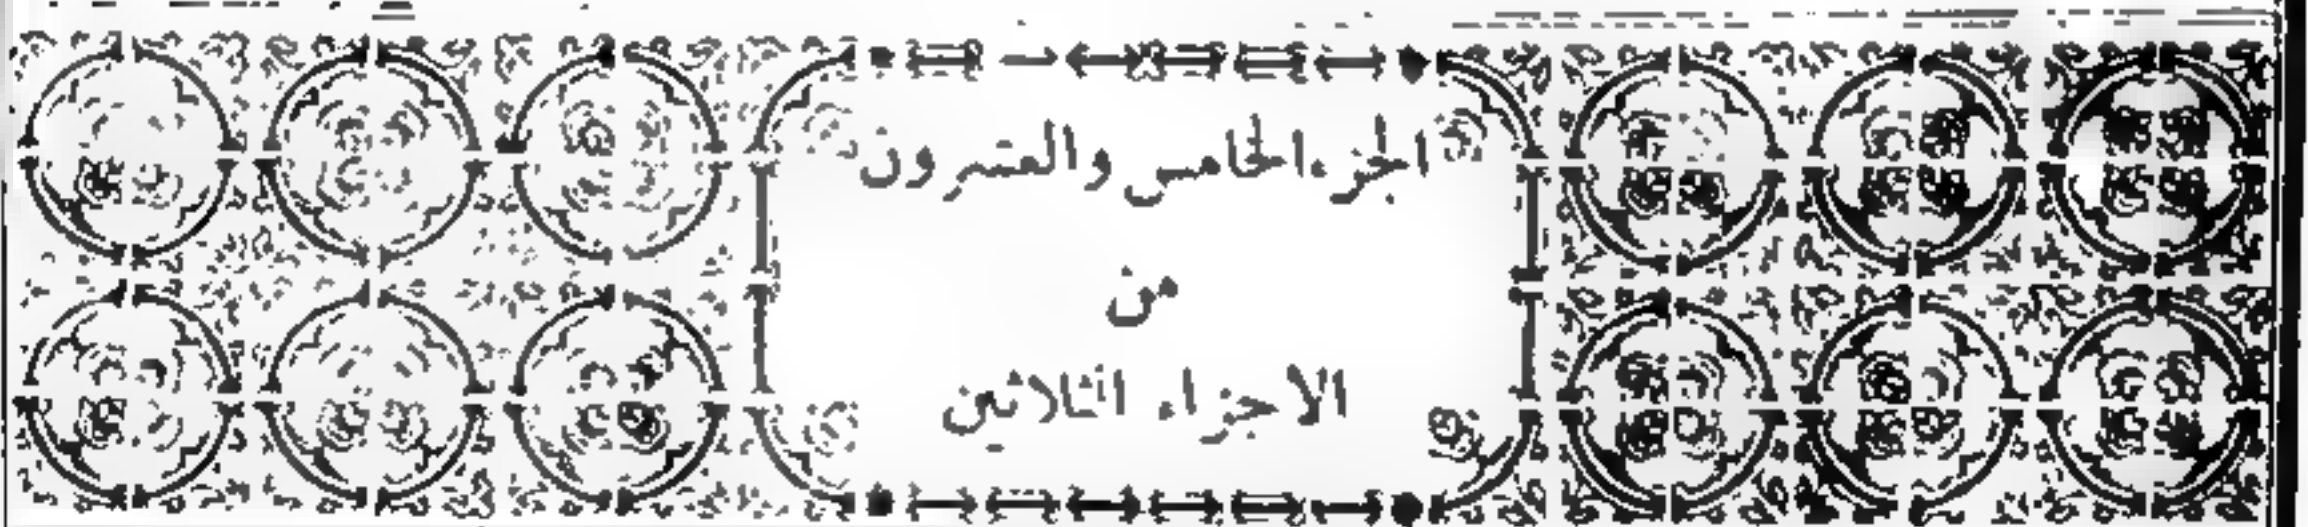 الجزء الخامس والعشرون
من
الاجزاء الثلاثين